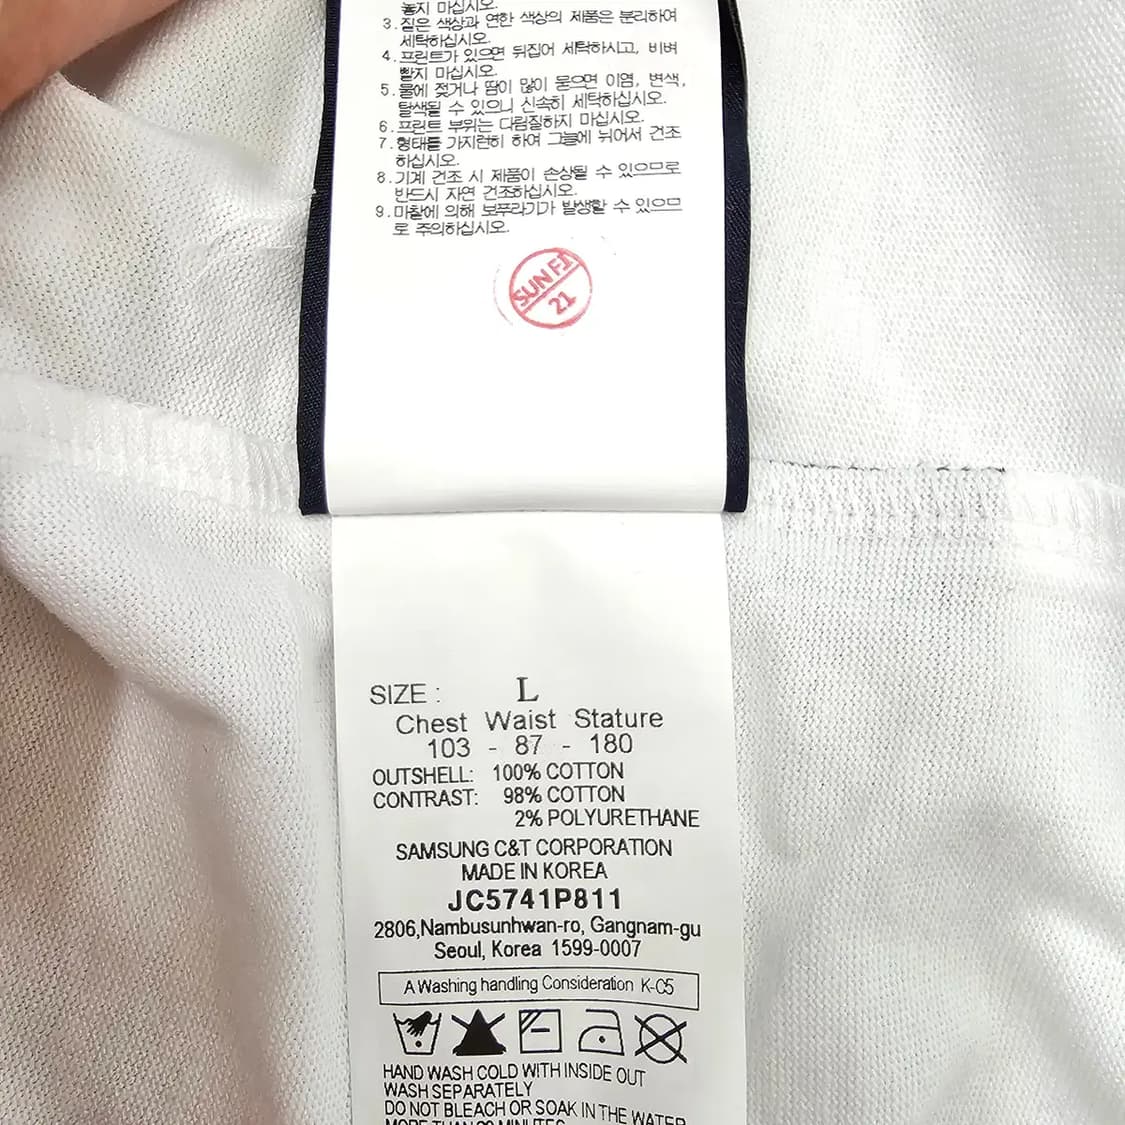 놓지 마십시오.
3. 짙은 색상과 연한 색상의 제품은 분리하여
세탁하십시오.
4. 프린트가 있으면 뒤집어 세탁하시고, 비벼
빨지 마십시오.
5. 물에 젖거나 땀이 많이 묻으면 이염, 변색,
탈색될 수 있으니 신속히 세탁하십시오.
6. 프린트 부위는 다림질하지 마십시오.
7. 형태를 가지런히 하여 그늘에 뉘어서 건조
하십시오.
8. 기계 건조 시 제품이 손상될 수 있으므로
반드시 자연 건조하십시오.
9. 마찰에 의해 보푸라기가 발생할 수 있으므
로 주의하십시오.
SUN FJ
21
SIZE : L
Chest Waist Stature
103 - 87 - 180
OUTSHELL: 100% COTTON
CONTRAST: 98% COTTON
2% POLYURETHANE
SAMSUNG C&T CORPORATION
MADE IN KOREA
JC5741P811
2806,Nambusunhwan-ro, Gangnam-gu
Seoul, Korea 1599-0007
A Washing handling Consideration K-C5
HAND WASH COLD WITH INSIDE OUT
WASH SEPARATELY
DO NOT BLEACH OR SOAK IN THE WATER
MORE THAN 20 MINUTES